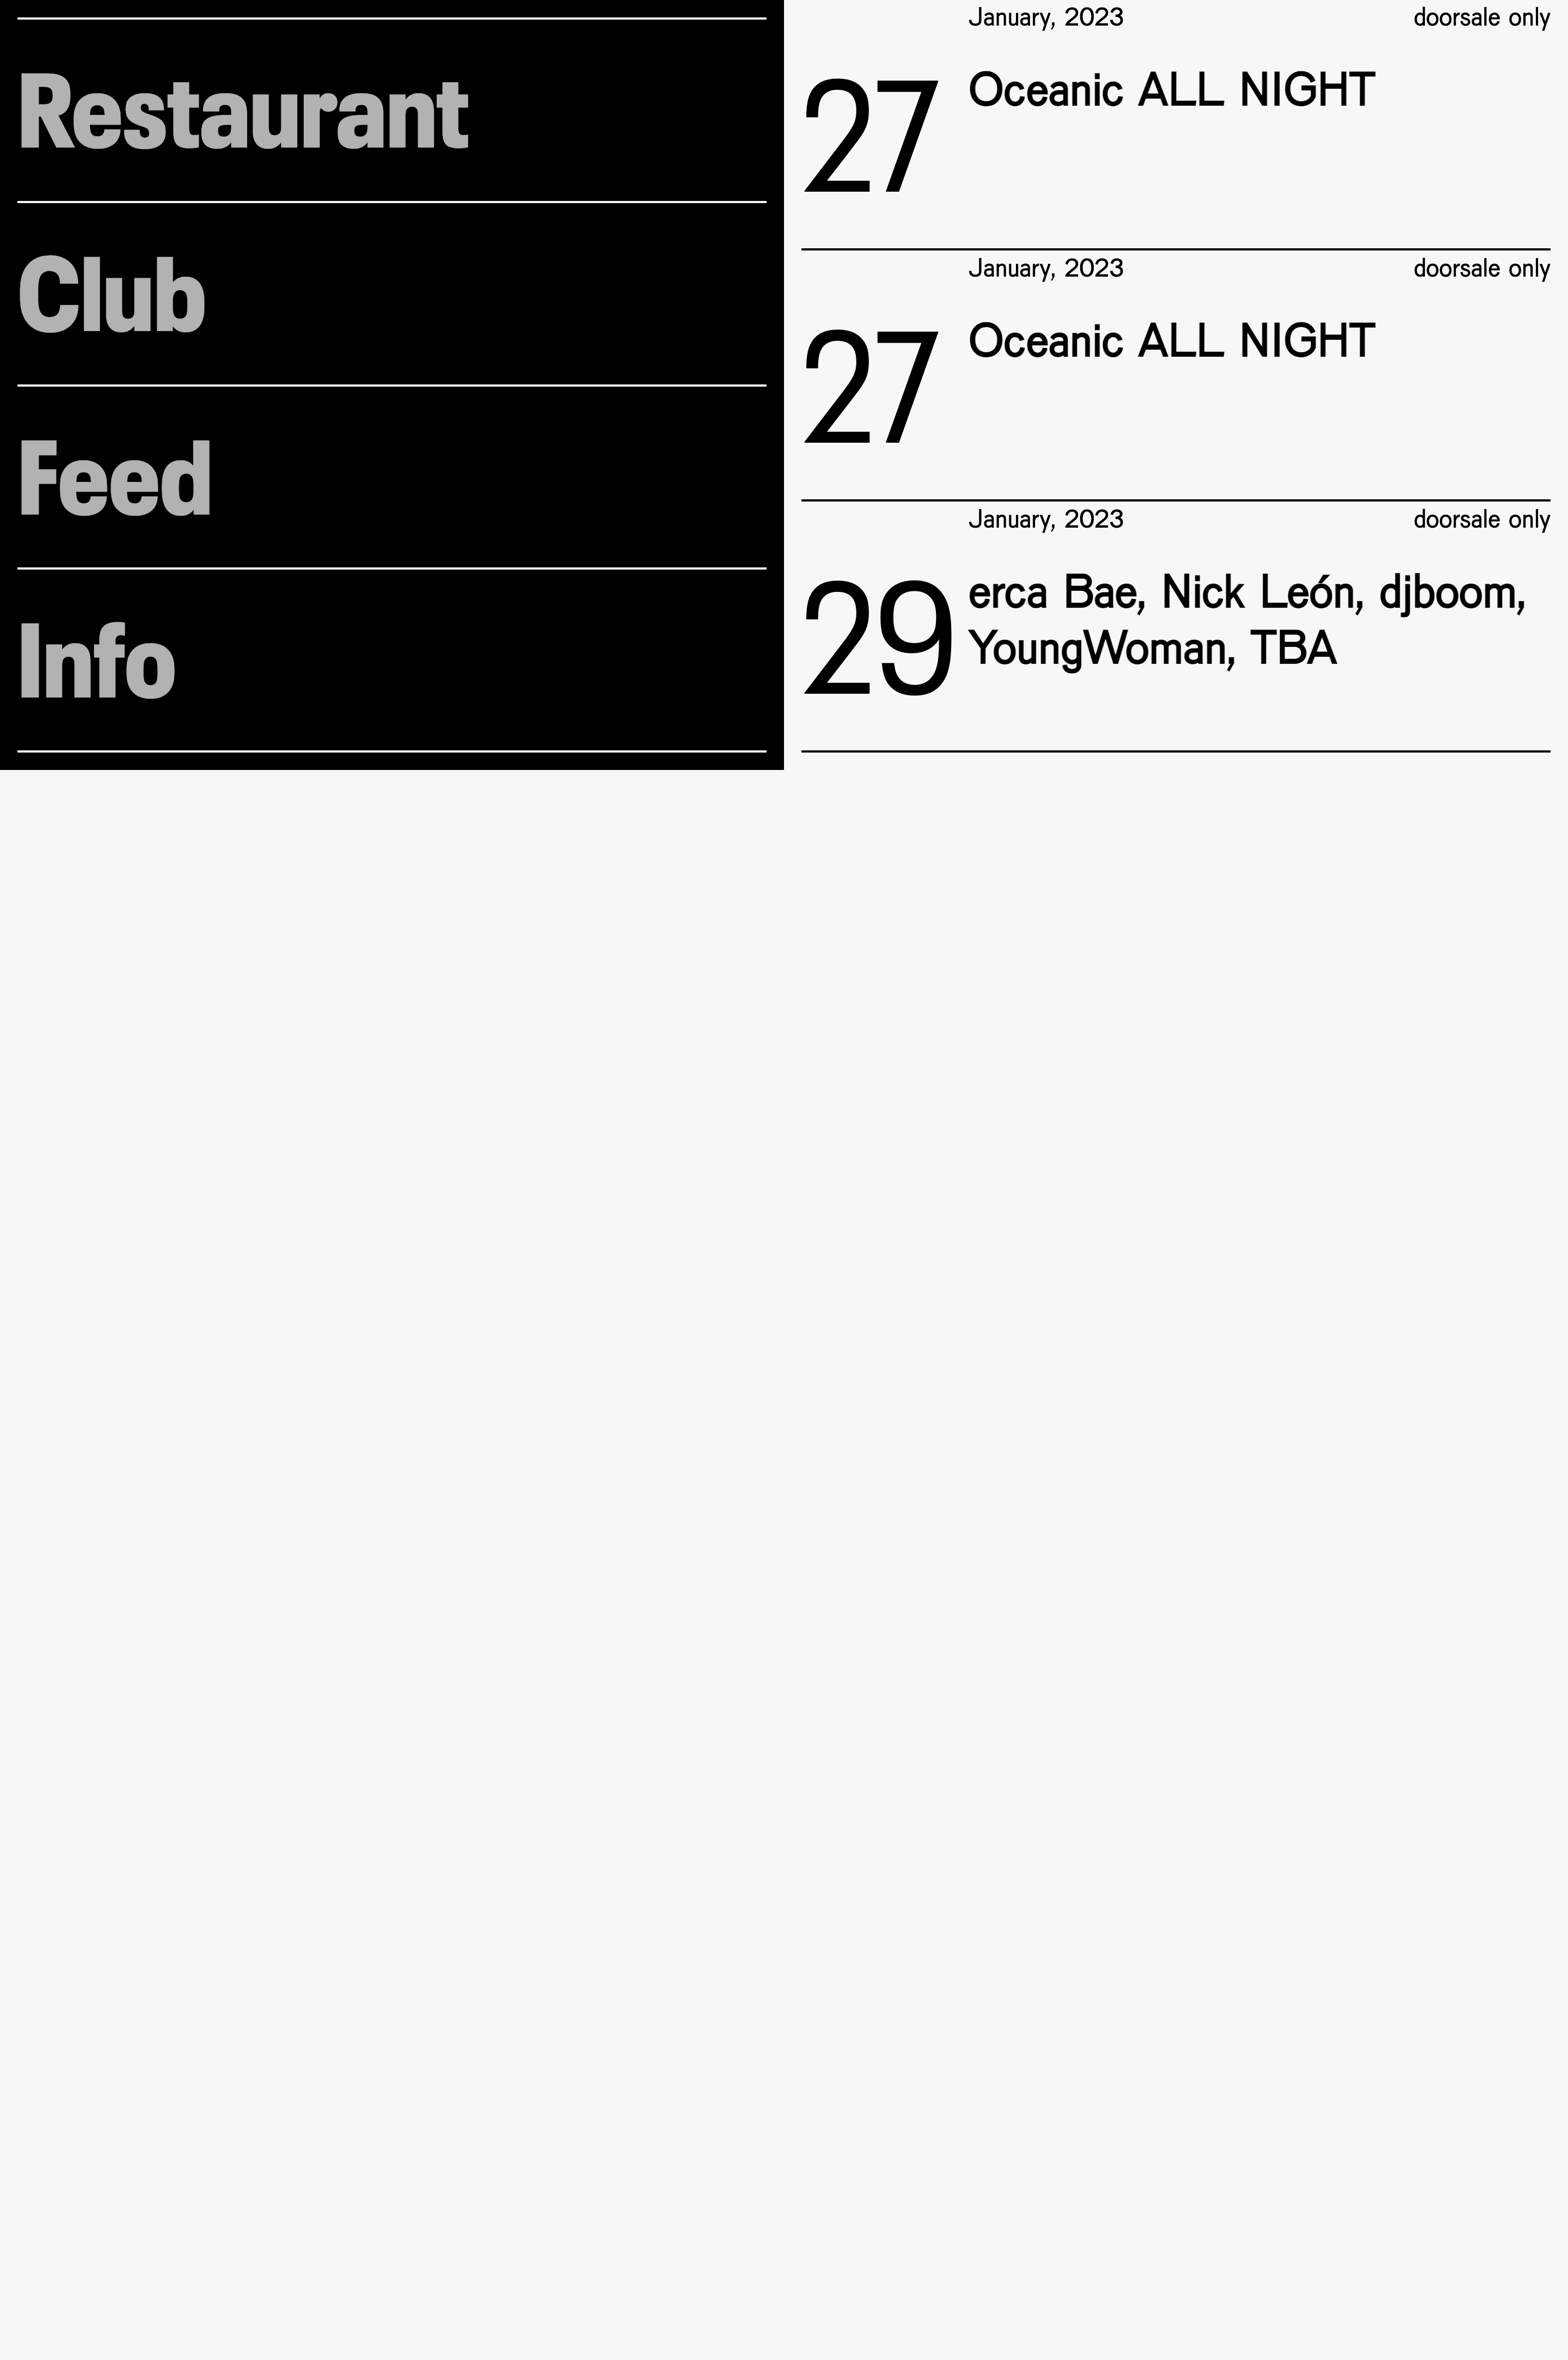 Restaurant
Club
Feed
Info
January, 2023 doorsale only
27 Oceanic ALL NIGHT
January, 2023 doorsale only
27 Oceanic ALL NIGHT
January, 2023 doorsale only
29 erca Bae, Nick León, djboom,
YoungWoman, TBA